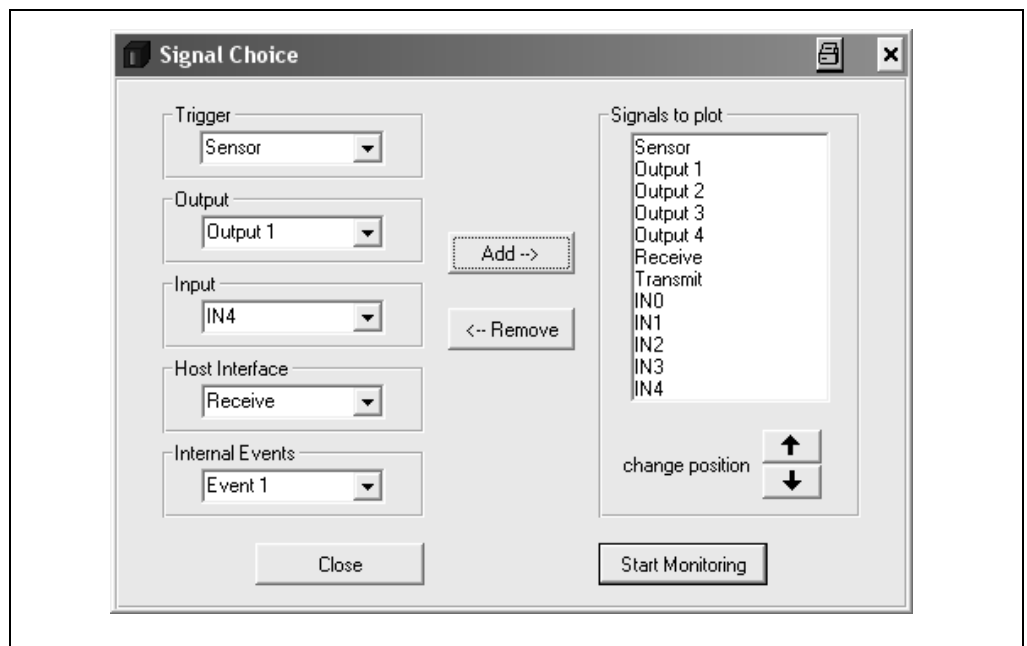 Signal Choice
Trigger
Sensor
Output
Output 1
Input
IN4
Host Interface
Receive
Internal Events
Event 1
Add -->
<-- Remove
Signals to plot
Sensor
Output 1
Output 2
Output 3
Output 4
Receive
Transmit
IN0
IN1
IN2
IN3
IN4
change position
Close
Start Monitoring